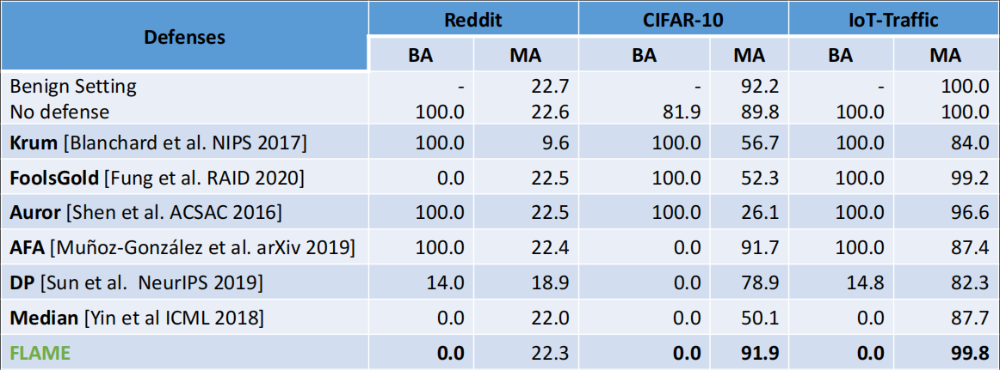 Defenses Reddit CIFAR-10 IoT-Traffic
BA MA BA MA BA MA
Benign Setting - 22.7 - 92.2 - 100.0
No defense 100.0 22.6 81.9 89.8 100.0 100.0
Krum [Blanchard et al. NIPS 2017] 100.0 9.6 100.0 56.7 100.0 84.0
FoolsGold [Fung et al. RAID 2020] 0.0 22.5 100.0 52.3 100.0 99.2
Auror [Shen et al. ACSAC 2016] 100.0 22.5 100.0 26.1 100.0 96.6
AFA [Muñoz-González et al. arXiv 2019] 100.0 22.4 0.0 91.7 100.0 87.4
DP [Sun et al. NeurIPS 2019] 14.0 18.9 0.0 78.9 14.8 82.3
Median [Yin et al ICML 2018] 0.0 22.0 0.0 50.1 0.0 87.7
FLAME 0.0 22.3 0.0 91.9 0.0 99.8